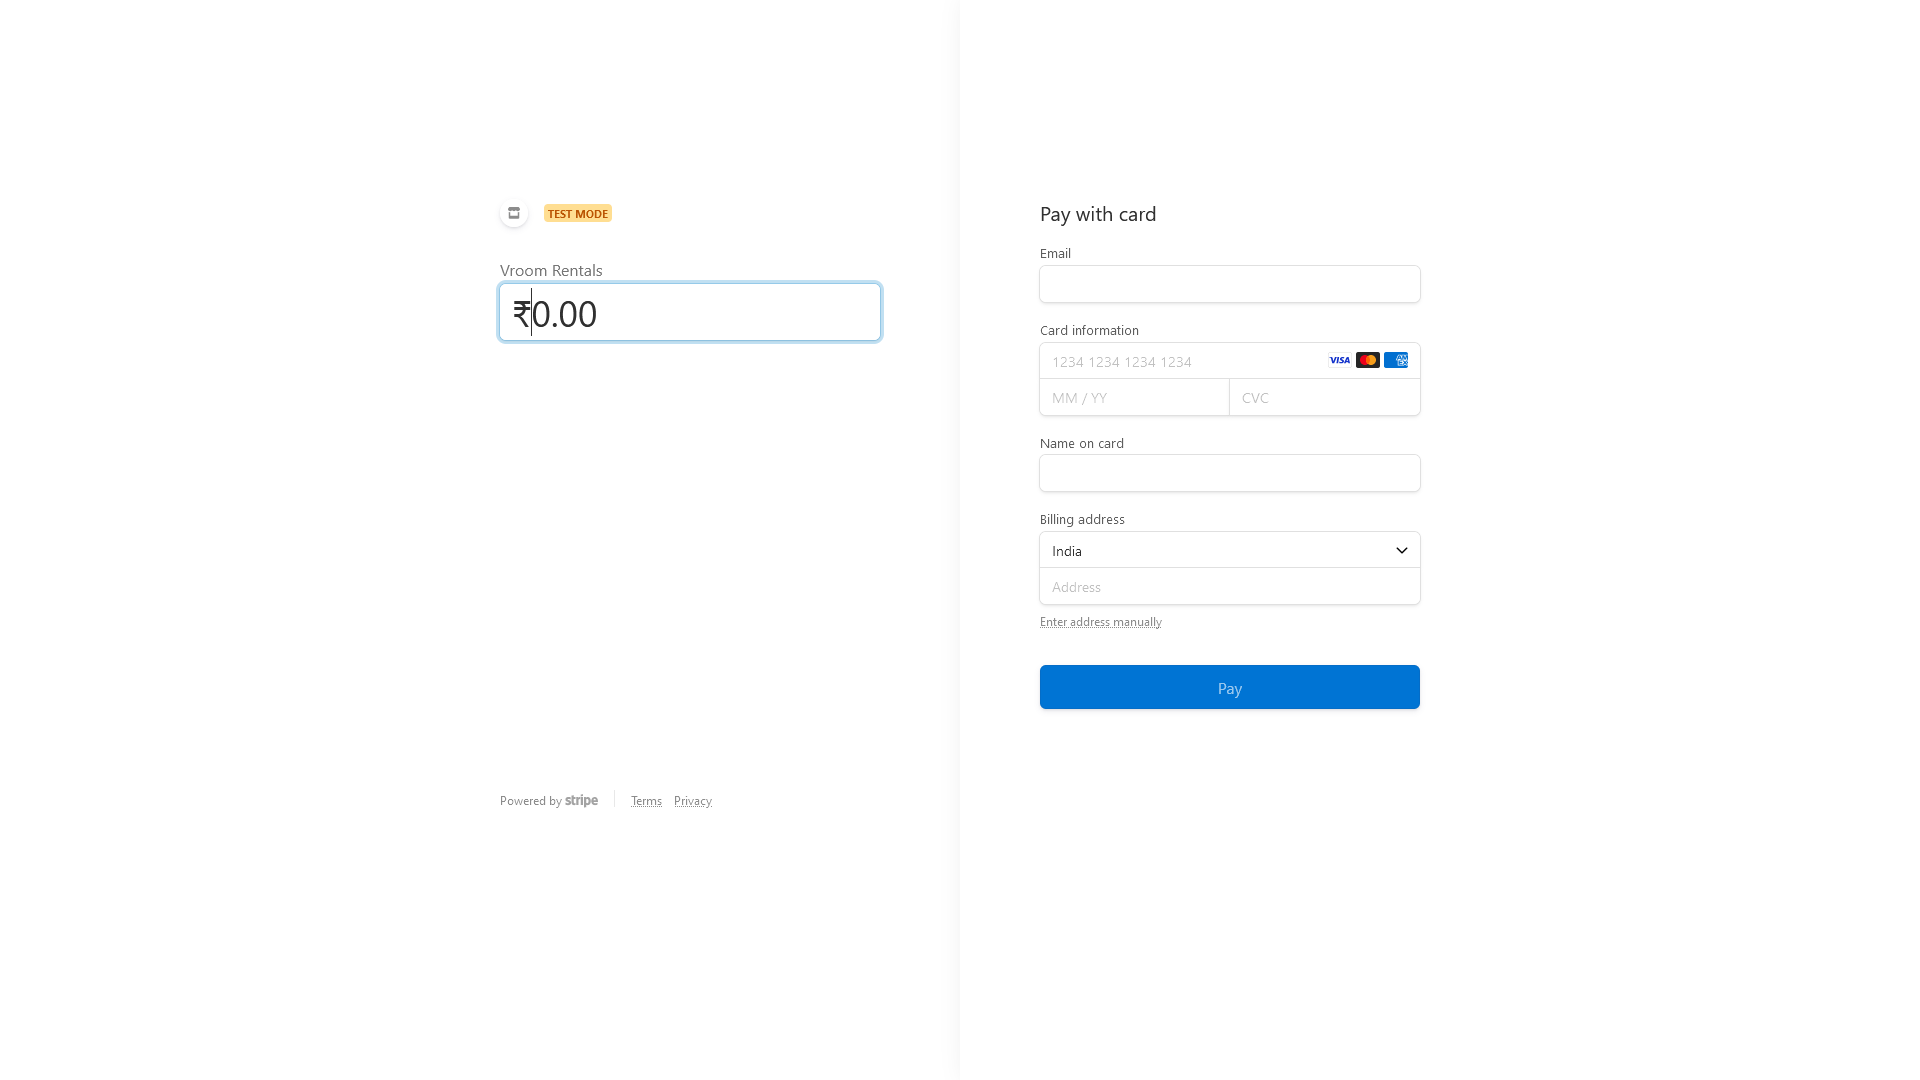 TEST MODE
Vroom Rentals
₹0.00
Powered by stripe
Terms
Privacy
Pay with card
Email
Card information
1234 1234 1234 1234
VISA
AMEX
MM / YY
CVC
Name on card
Billing address
India
Address
Enter address manually
Pay